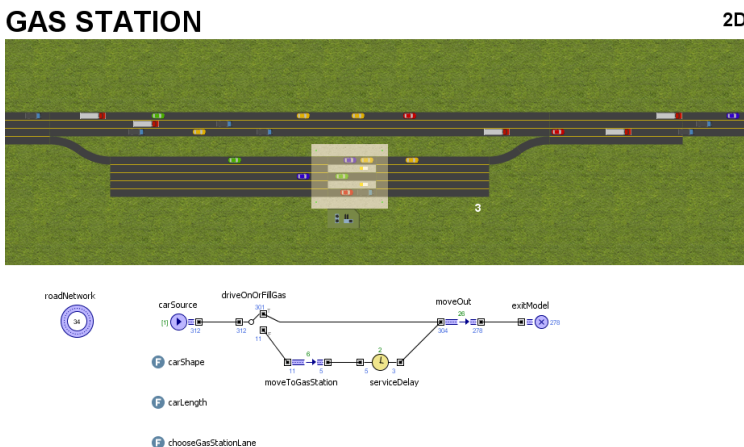 GAS STATION
2D
3
roadNetwork
34
carSource
[1]
312
driveOnOrFillGas
301
312
11
moveOut
26
304
278
exitModel
278
carShape
6
11
5
moveToGasStation
2
5
3
serviceDelay
carLength
chooseGasStationLane